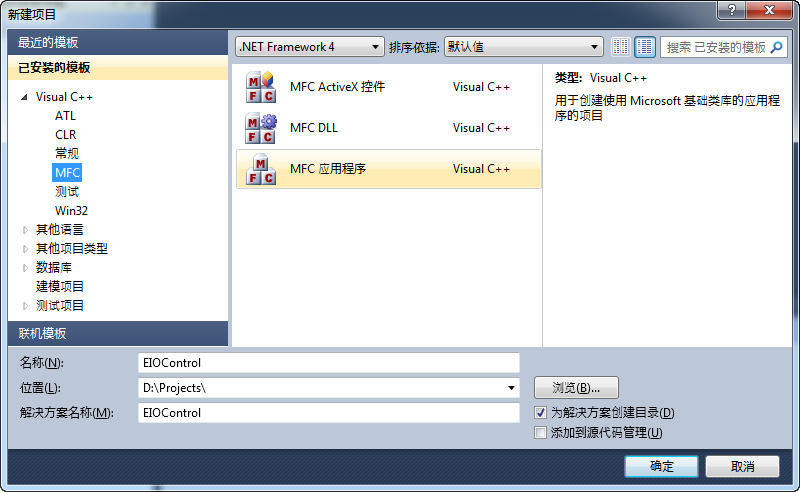 新建项目
最近的模板
已安装的模板
.NET Framework 4
排序依据: 默认值
搜索 已安装的模板
Visual C++
ATL
CLR
常规
MFC
测试
Win32
其他语言
其他项目类型
数据库
建模项目
测试项目
联机模板
MFC ActiveX 控件 Visual C++
MFC DLL Visual C++
MFC 应用程序 Visual C++
类型: Visual C++
用于创建使用 Microsoft 基础类库的应用程
序的项目
名称(N): EIOControl
位置(L): D:\Projects\
浏览(B)...
解决方案名称(M): EIOControl
为解决方案创建目录(D)
添加到源代码管理(U)
确定 取消